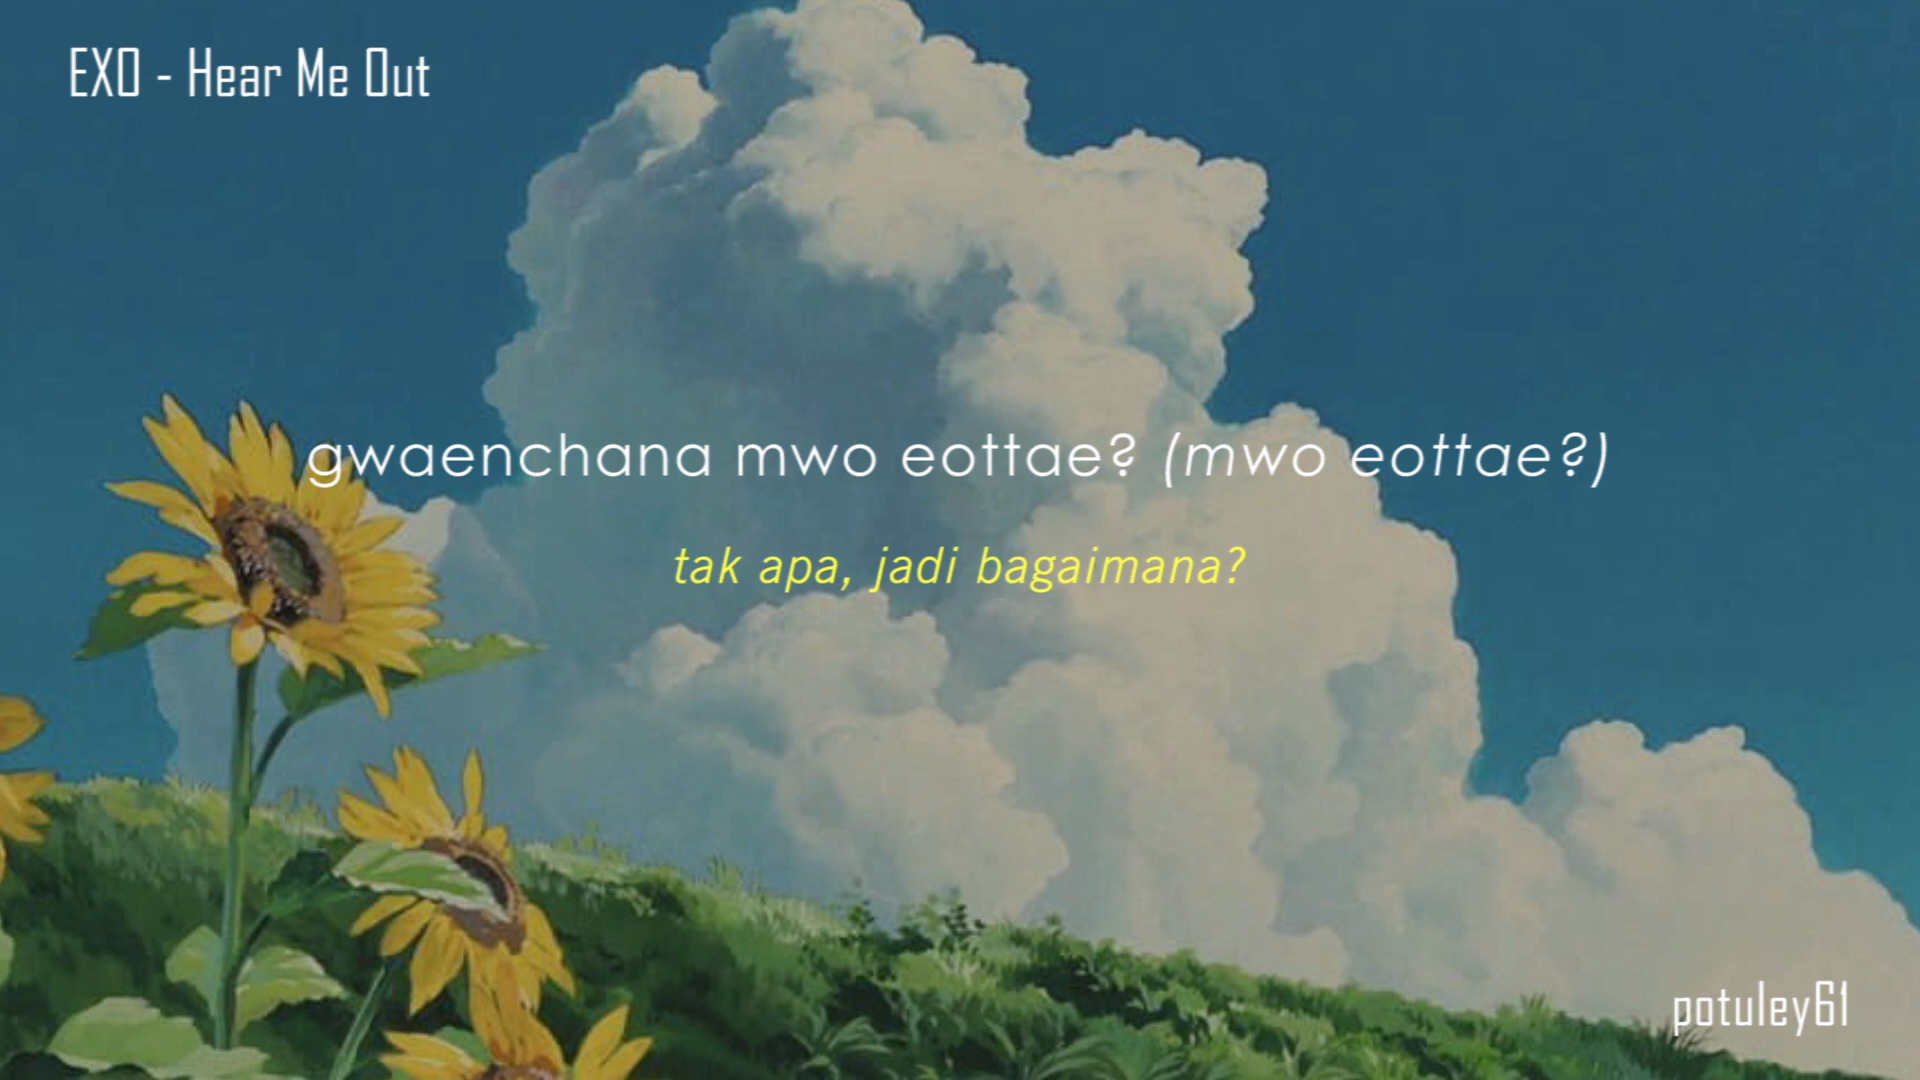 EXO - Hear Me Out
gwaenchana mwo eottae? (mwo eottae?)
tak apa, jadi bagaimana?
potuley61